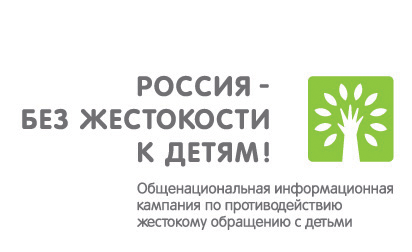 РОССИЯ -
БЕЗ ЖЕСТОКОСТИ
К ДЕТЯМ!
Общенациональная информационная
кампания по противодействию
жестокому обращению с детьми